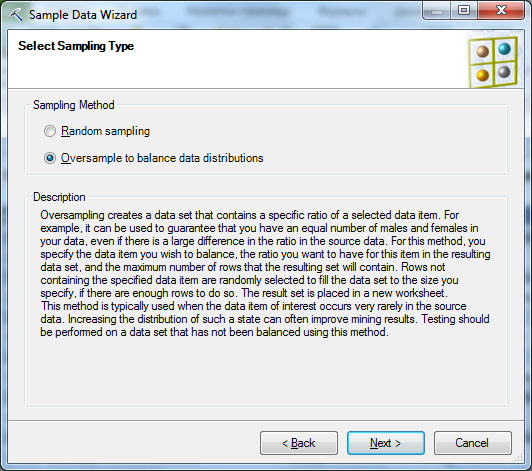 Sample Data Wizard
Select Sampling Type
Sampling Method
Random sampling
Oversample to balance data distributions
Description
Oversampling creates a data set that contains a specific ratio of a selected data item. For
example, it can be used to guarantee that you have an equal number of males and females in
your data, even if there is a large difference in the ratio in the source data. For this method, you
specify the data item you wish to balance, the ratio you want to have for this item in the resulting
data set, and the maximum number of rows that the resulting set will contain. Rows not
containing the specified data item are randomly selected to fill the data set to the size you
specify, if there are enough rows to do so. The result set is placed in a new worksheet.
This method is typically used when the data item of interest occurs very rarely in the source
data. Increasing the distribution of such a state can often improve mining results. Testing should
be performed on a data set that has not been balanced using this method.
< Back
Next >
Cancel